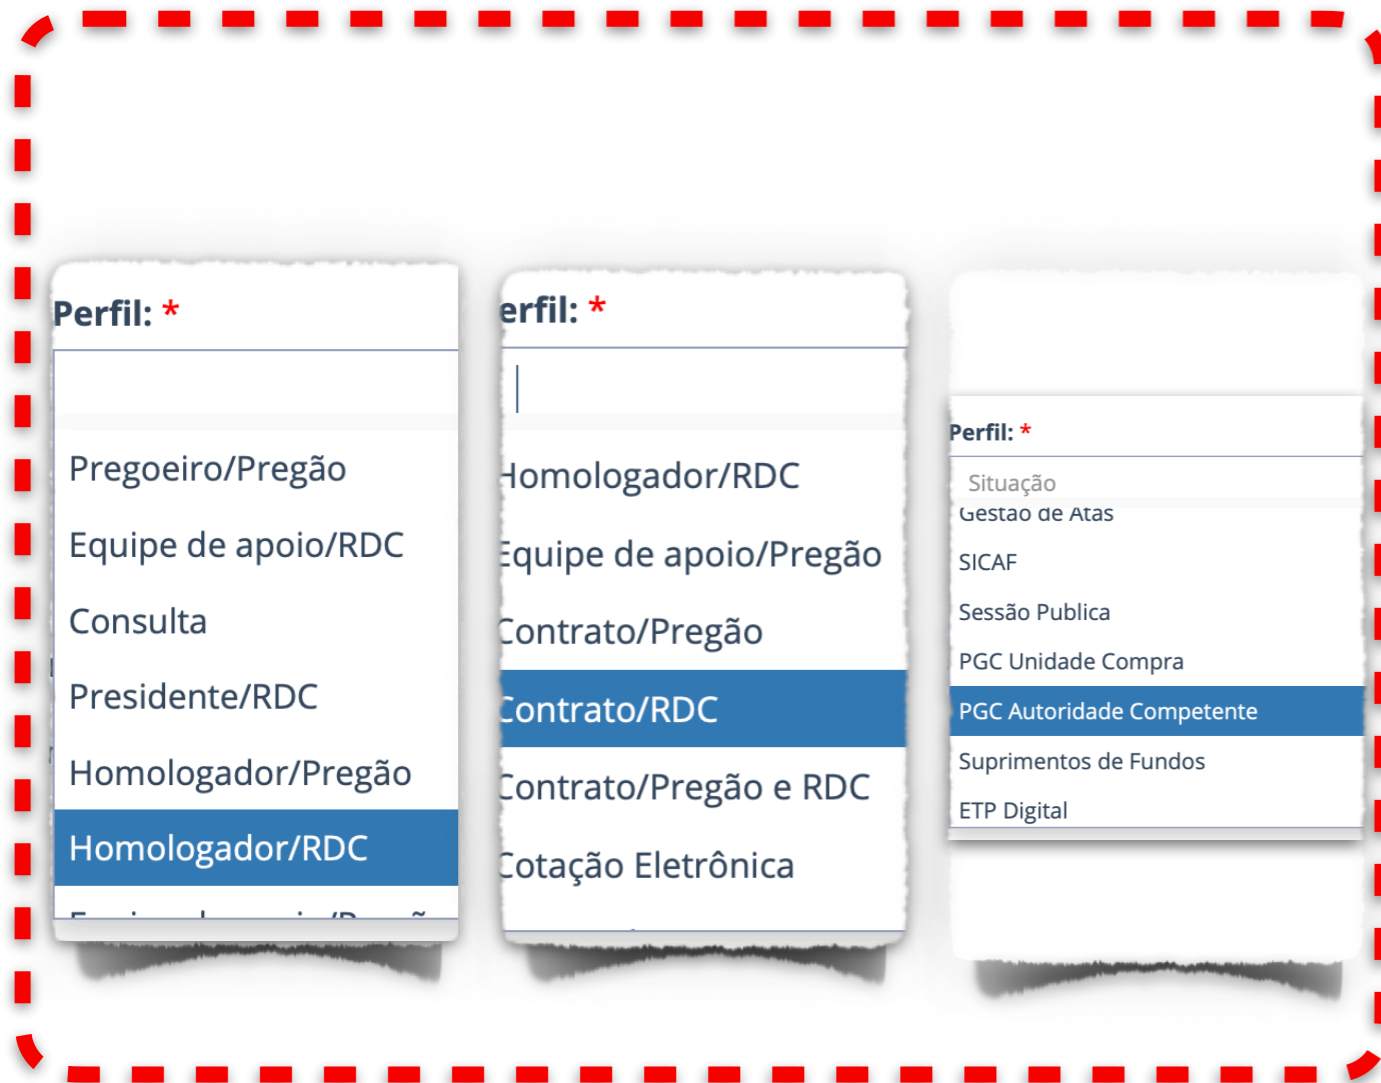 Perfil: *
Pregoeiro/Pregão
Equipe de apoio/RDC
Consulta
Presidente/RDC
Homologador/Pregão
Homologador/RDC
erfil: *
Homologador/RDC
Equipe de apoio/Pregão
Contrato/Pregão
Contrato/RDC
Contrato/Pregão e RDC
Cotação Eletrônica
Perfil: *
Situação
Gestão de Atas
SICAF
Sessão Publica
PGC Unidade Compra
PGC Autoridade Competente
Suprimentos de Fundos
ETP Digital